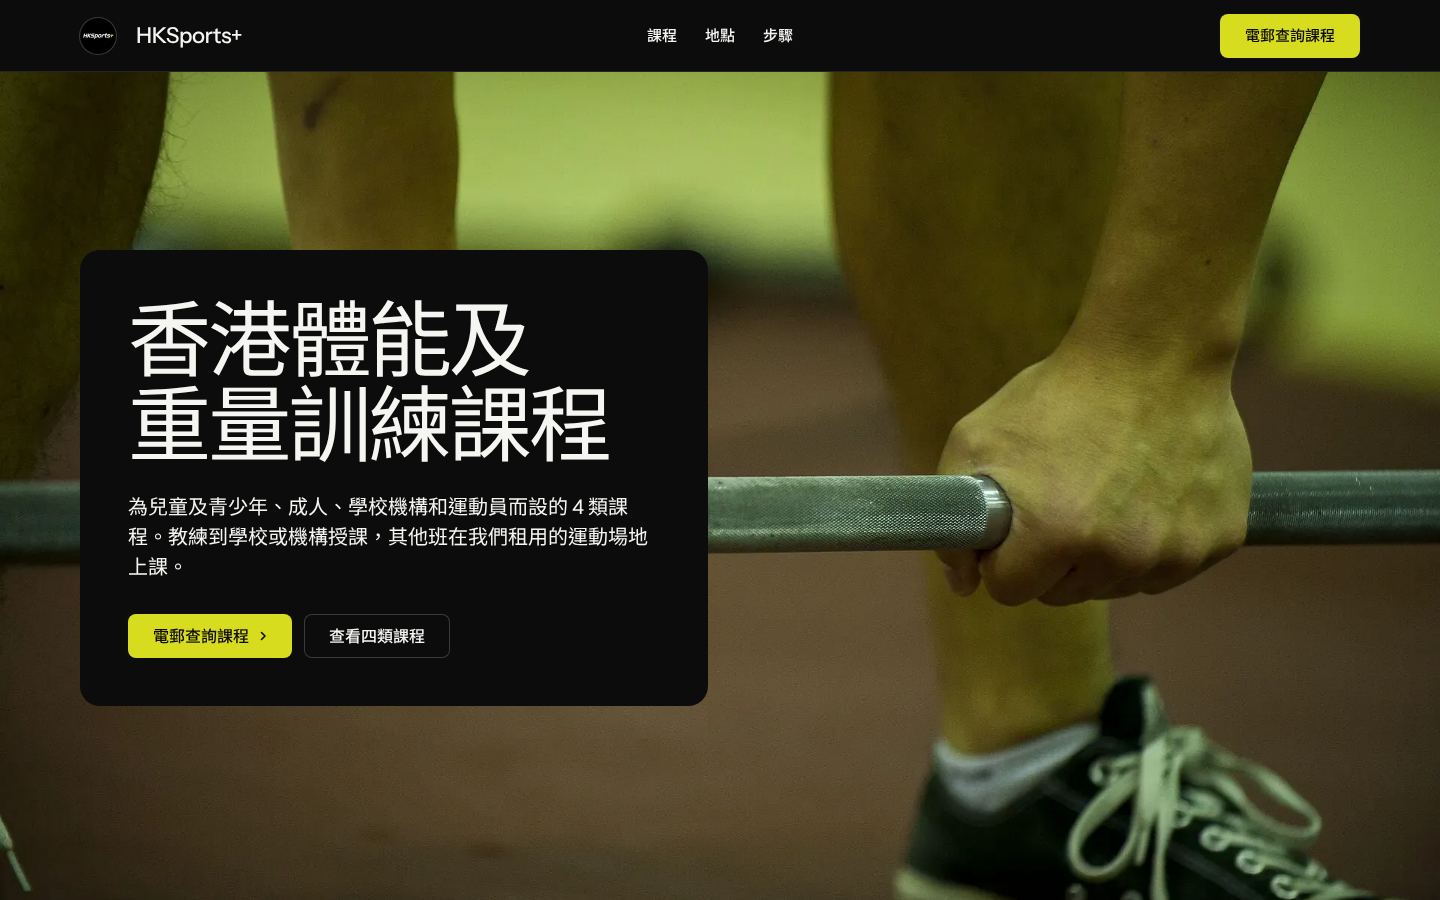 HKSports+
HKSports+
課程
地點
步驟
電郵查詢課程
香港體能及
重量訓練課程
為兒童及青少年、成人、學校機構和運動員而設的 4 類課
程。教練到學校或機構授課，其他班在我們租用的運動場地
上課。
電郵查詢課程
查看四類課程